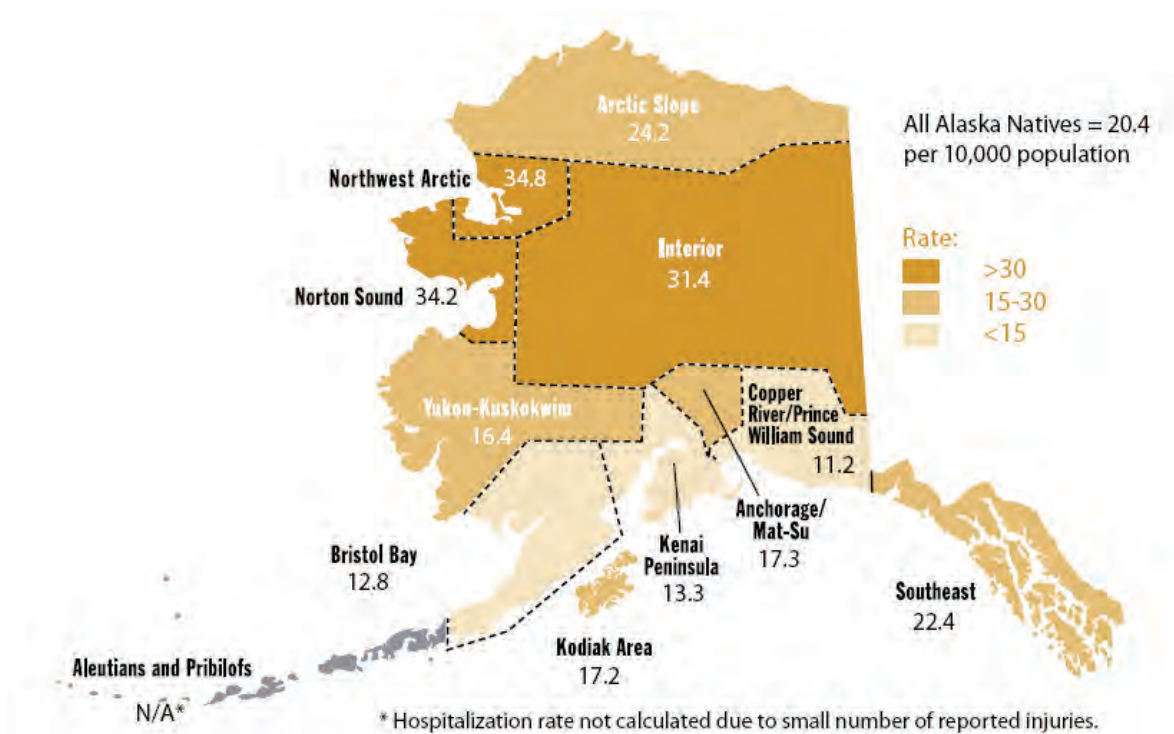 Arctic Slope
24.2
All Alaska Natives = 20.4
per 10,000 population
Northwest Arctic
34.8
Rate:
>30
15-30
<15
Interior
31.4
Norton Sound
34.2
Yukon-Kuskokwim
16.4
Copper
River/Prince
William Sound
11.2
Anchorage/
Mat-Su
17.3
Kenai
Peninsula
13.3
Bristol Bay
12.8
Southeast
22.4
Kodiak Area
17.2
Aleutians and Pribilofs
N/A*
* Hospitalization rate not calculated due to small number of reported injuries.